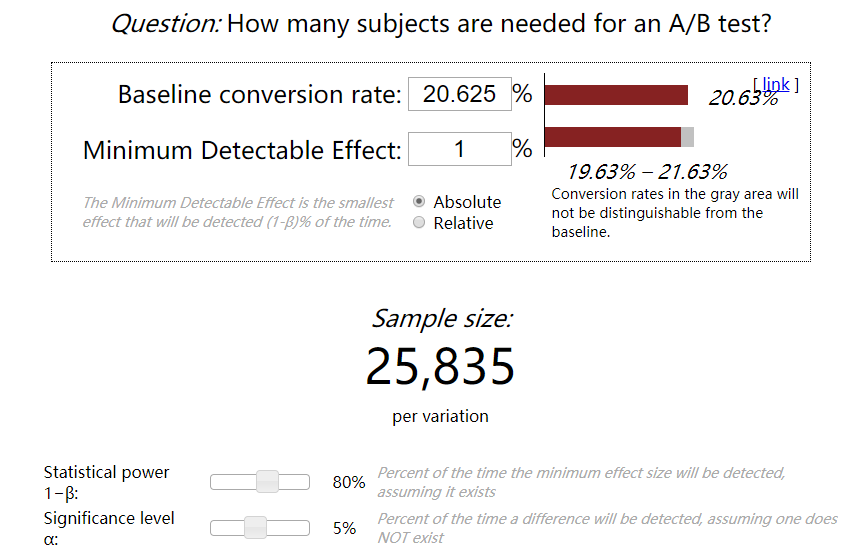 Question: How many subjects are needed for an A/B test?
[ link ]
Baseline conversion rate: 20.625 %
20.63%
Minimum Detectable Effect: 1 %
19.63% – 21.63%
The Minimum Detectable Effect is the smallest
effect that will be detected (1-β)% of the time.
Absolute
Relative
Conversion rates in the gray area will
not be distinguishable from the
baseline.
Sample size:
25,835
per variation
Statistical power
1−β:
80%
Percent of the time the minimum effect size will be detected,
assuming it exists
Significance level
α:
5%
Percent of the time a difference will be detected, assuming one does
NOT exist